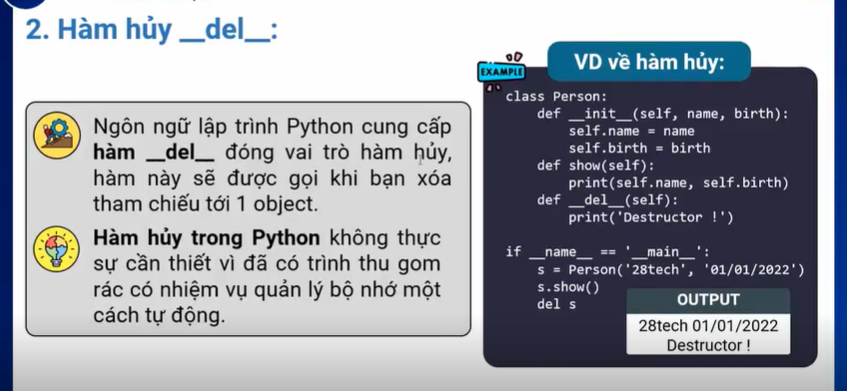 2. Hàm hủy __del__:
Ngôn ngữ lập trình Python cung cấp
hàm __del__ đóng vai trò hàm hủy,
hàm này sẽ được gọi khi bạn xóa
tham chiếu tới 1 object.
Hàm hủy trong Python không thực
sự cần thiết vì đã có trình thu gom
rác có nhiệm vụ quản lý bộ nhớ một
cách tự động.
EXAMPLE
VD về hàm hủy:
class Person:
    def __init__(self, name, birth):
        self.name = name
        self.birth = birth
    def show(self):
        print(self.name, self.birth)
    def __del__(self):
        print('Destructor !')
if __name__ == '__main__':
    s = Person('28tech', '01/01/2022')
    s.show()
    del s
OUTPUT
28tech 01/01/2022
Destructor !